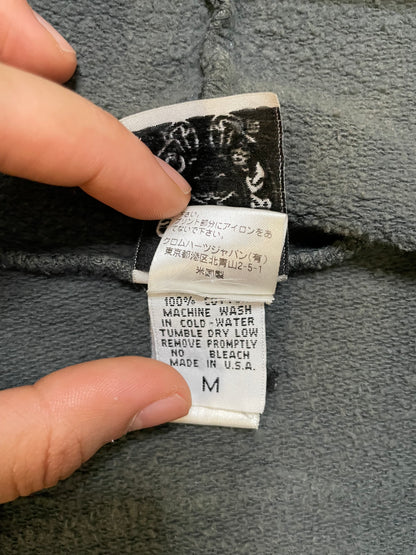 さい。
プリント部分にアイロンをあ
てないで下さい。
クロムハーツジャパン(有)
東京都港区北青山2-5-1
米国製
100%
MACHINE WASH
IN COLD-WATER
TUMBLE DRY LOW
REMOVE PROMPTLY
NO BLEACH
MADE IN U.S.A.
M